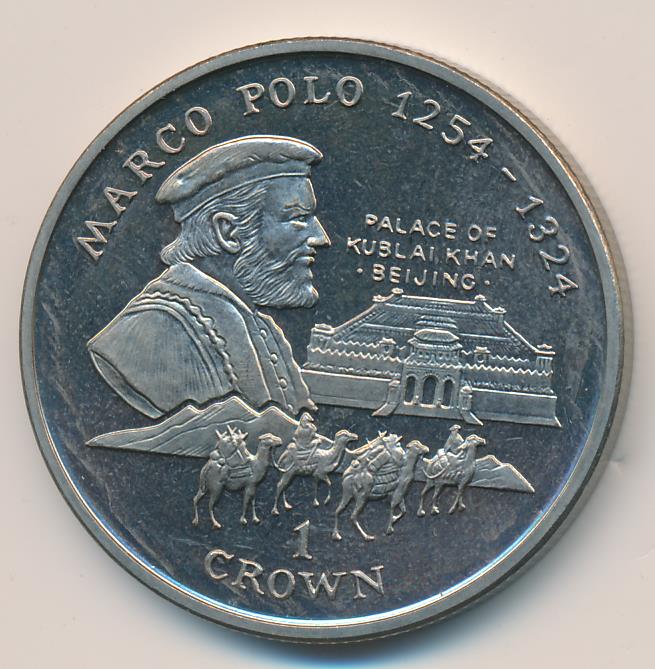 MARCO POLO 1254 - 1324
PALACE OF
KUBLAI KHAN
· BEIJING ·
1
CROWN